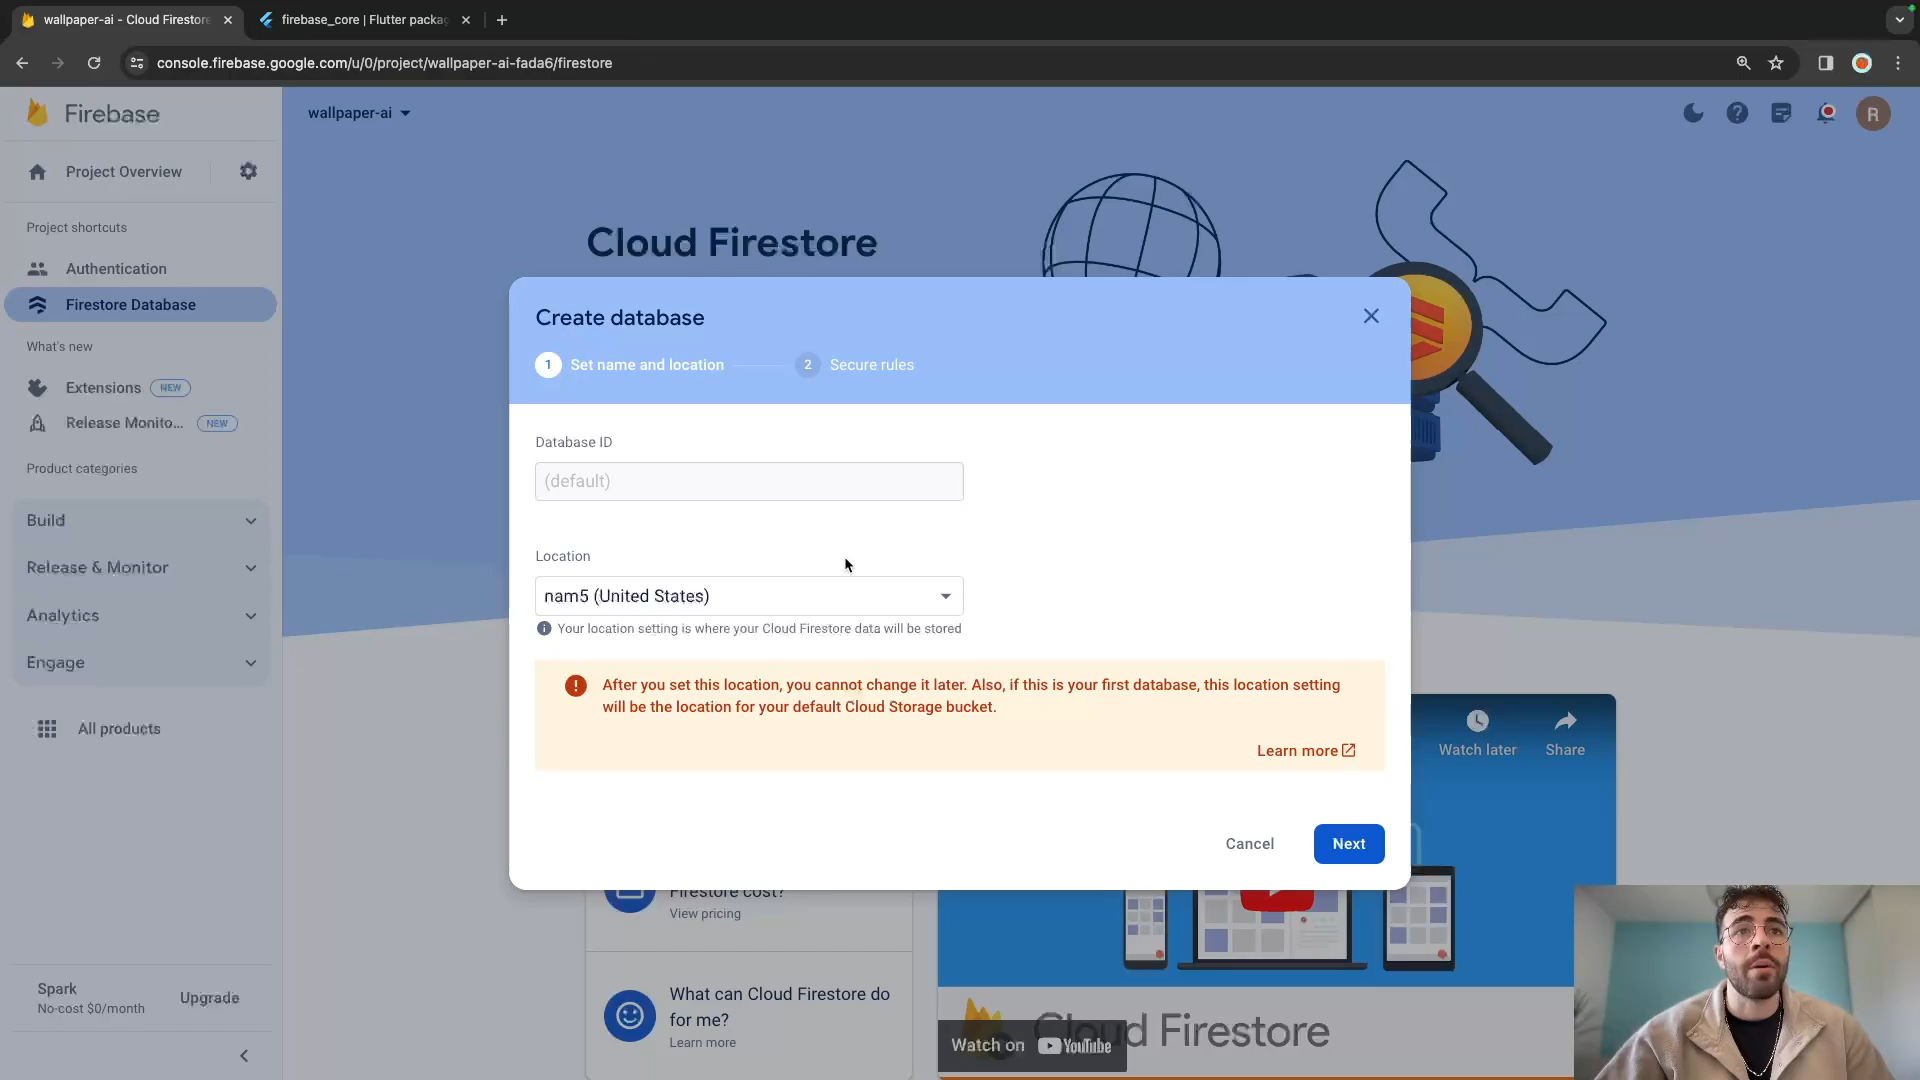 wallpaper-ai - Cloud Firestore
firebase_core | Flutter packag
console.firebase.google.com/u/0/project/wallpaper-ai-fada6/firestore
Firebase
wallpaper-ai
R
Project Overview
Project shortcuts
Authentication
Firestore Database
What's new
Extensions NEW
Release Monito... NEW
Product categories
Build
Release & Monitor
Analytics
Engage
All products
Spark
No-cost $0/month
Upgrade
Cloud Firestore
Create database
1 Set name and location
2 Secure rules
Database ID
(default)
Location
nam5 (United States)
Your location setting is where your Cloud Firestore data will be stored
After you set this location, you cannot change it later. Also, if this is your first database, this location setting
will be the location for your default Cloud Storage bucket.
Learn more
Cancel
Next
Watch later
Share
Firestore cost?
View pricing
What can Cloud Firestore do
for me?
Learn more
Cloud Firestore
Watch on YouTube